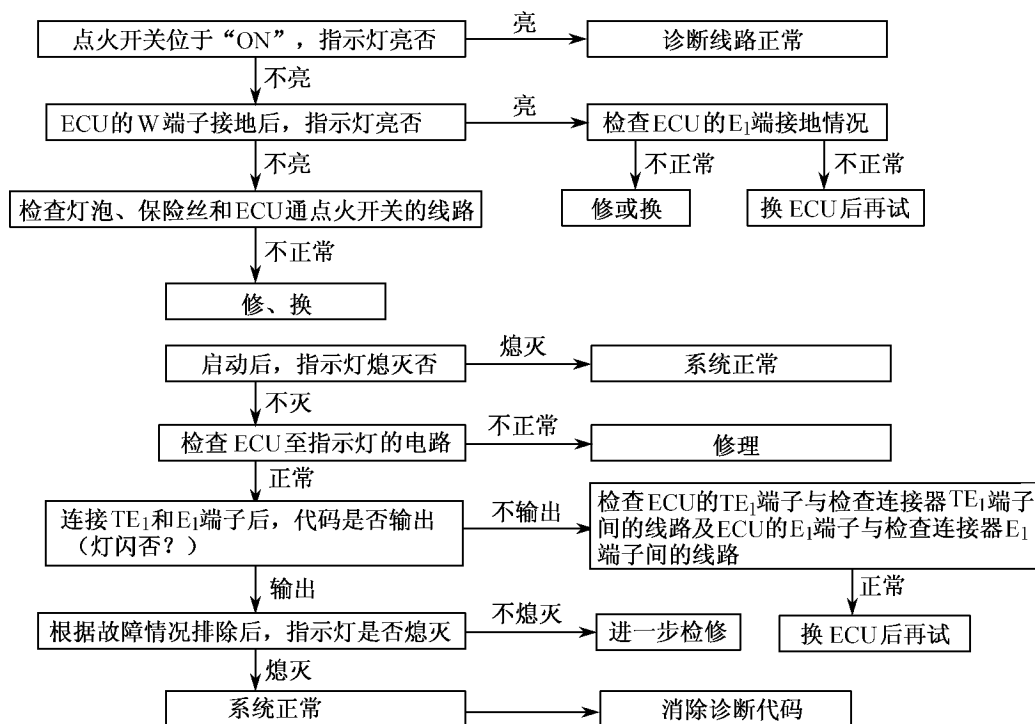 点火开关位于“ON”，指示灯亮否
亮
诊断线路正常
不亮
ECU的W端子接地后，指示灯亮否
亮
检查ECU的E1端接地情况
不亮
不正常
不正常
检查灯泡、保险丝和ECU通点火开关的线路
修或换
换ECU后再试
不正常
修、换
启动后，指示灯熄灭否
熄灭
系统正常
不灭
检查ECU至指示灯的电路
不正常
修理
正常
连接TE1和E1端子后，代码是否输出
（灯闪否？）
不输出
检查ECU的TE1端子与检查连接器TE1端子
间的线路及ECU的E1端子与检查连接器E1
端子间的线路
输出
正常
根据故障情况排除后，指示灯是否熄灭
不熄灭
进一步检修
换ECU后再试
熄灭
系统正常
消除诊断代码